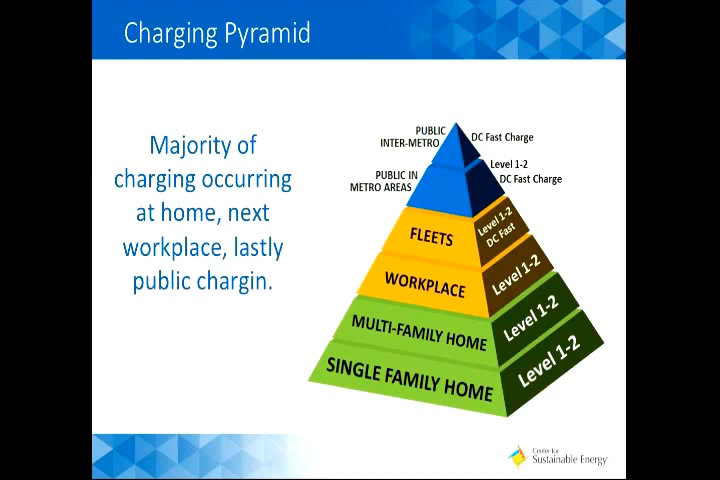 Charging Pyramid
Majority of
charging occurring
at home, next
workplace, lastly
public chargin.
PUBLIC
INTER-METRO
DC Fast Charge
PUBLIC IN
METRO AREAS
Level 1-2
DC Fast Charge
FLEETS
Level 1-2
DC Fast
WORKPLACE
Level 1-2
MULTI-FAMILY HOME
Level 1-2
SINGLE FAMILY HOME
Level 1-2
Center for
Sustainable Energy